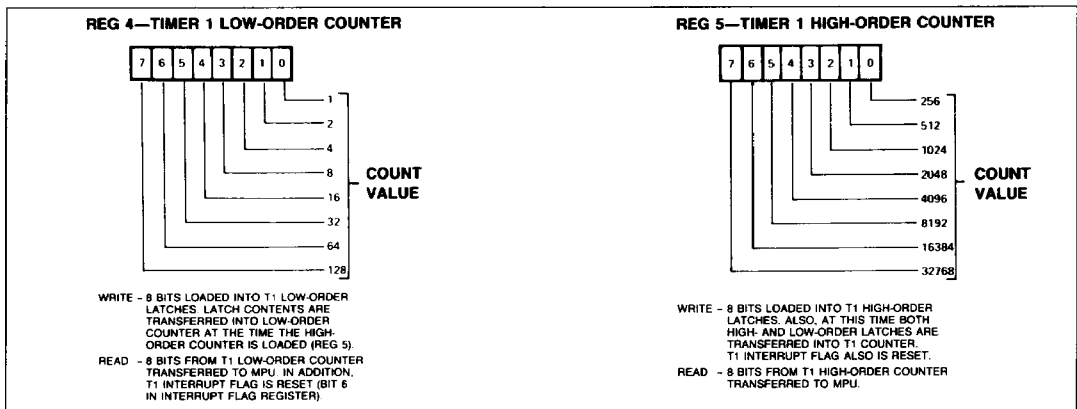 REG 4—TIMER 1 LOW-ORDER COUNTER
7 6 5 4 3 2 1 0
1
2
4
8
16
32
64
128
COUNT
VALUE
WRITE - 8 BITS LOADED INTO T1 LOW-ORDER
LATCHES. LATCH CONTENTS ARE
TRANSFERRED INTO LOW-ORDER
COUNTER AT THE TIME THE HIGH-
ORDER COUNTER IS LOADED (REG 5).
READ - 8 BITS FROM T1 LOW-ORDER COUNTER
TRANSFERRED TO MPU. IN ADDITION,
T1 INTERRUPT FLAG IS RESET (BIT 6
IN INTERRUPT FLAG REGISTER)
REG 5—TIMER 1 HIGH-ORDER COUNTER
7 6 5 4 3 2 1 0
256
512
1024
2048
4096
8192
16384
32768
COUNT
VALUE
WRITE - 8 BITS LOADED INTO T1 HIGH-ORDER
LATCHES. ALSO, AT THIS TIME BOTH
HIGH- AND LOW-ORDER LATCHES ARE
TRANSFERRED INTO T1 COUNTER.
T1 INTERRUPT FLAG ALSO IS RESET.
READ - 8 BITS FROM T1 HIGH-ORDER COUNTER
TRANSFERRED TO MPU.